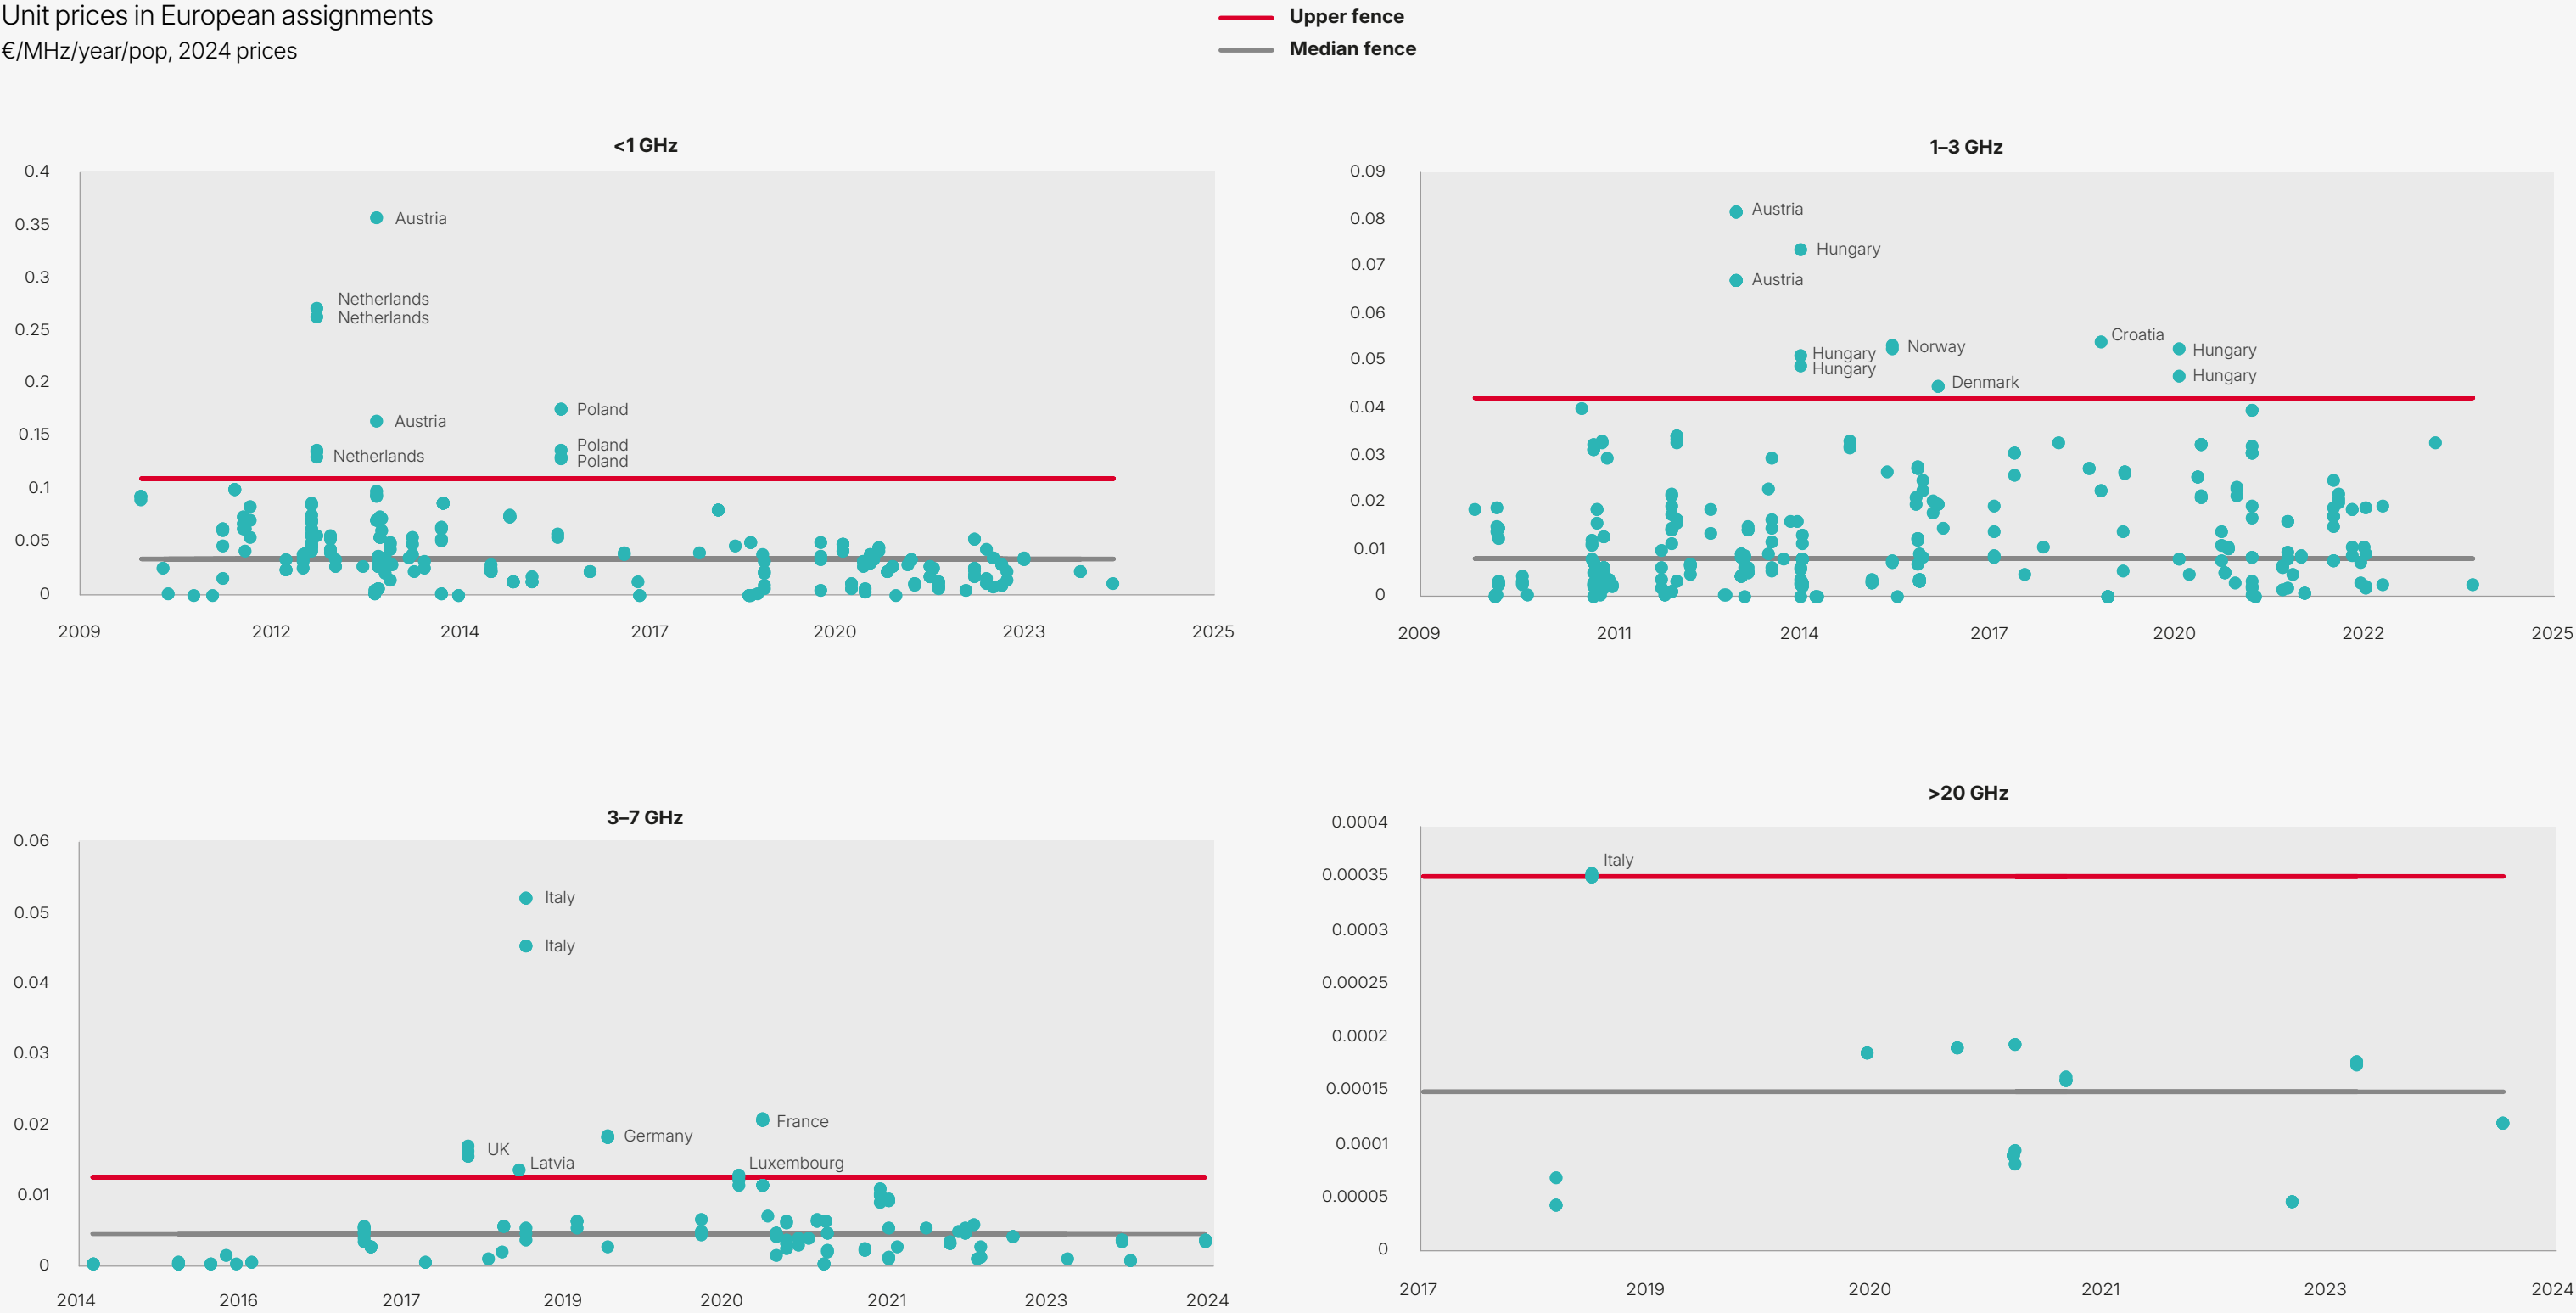 Unit prices in European assignments
€/MHz/year/pop, 2024 prices
Upper fence
Median fence
<1 GHz
0.4
0.35
0.3
0.25
0.2
0.15
0.1
0.05
0
Austria
Netherlands
Netherlands
Poland
Austria
Poland
Netherlands
Poland
2009
2012
2014
2017
2020
2023
2025
1–3 GHz
0.09
0.08
0.07
0.06
0.05
0.04
0.03
0.02
0.01
0
Austria
Hungary
Austria
Croatia
Norway
Hungary
Hungary
Hungary
Hungary
Denmark
2009
2011
2014
2017
2020
2022
2025
3–7 GHz
0.06
0.05
0.04
0.03
0.02
0.01
0
Italy
Italy
France
Germany
UK
Latvia
Luxembourg
2014
2016
2017
2019
2020
2021
2023
2024
>20 GHz
0.0004
0.00035
0.0003
0.00025
0.0002
0.00015
0.0001
0.00005
0
Italy
2017
2019
2020
2021
2023
2024